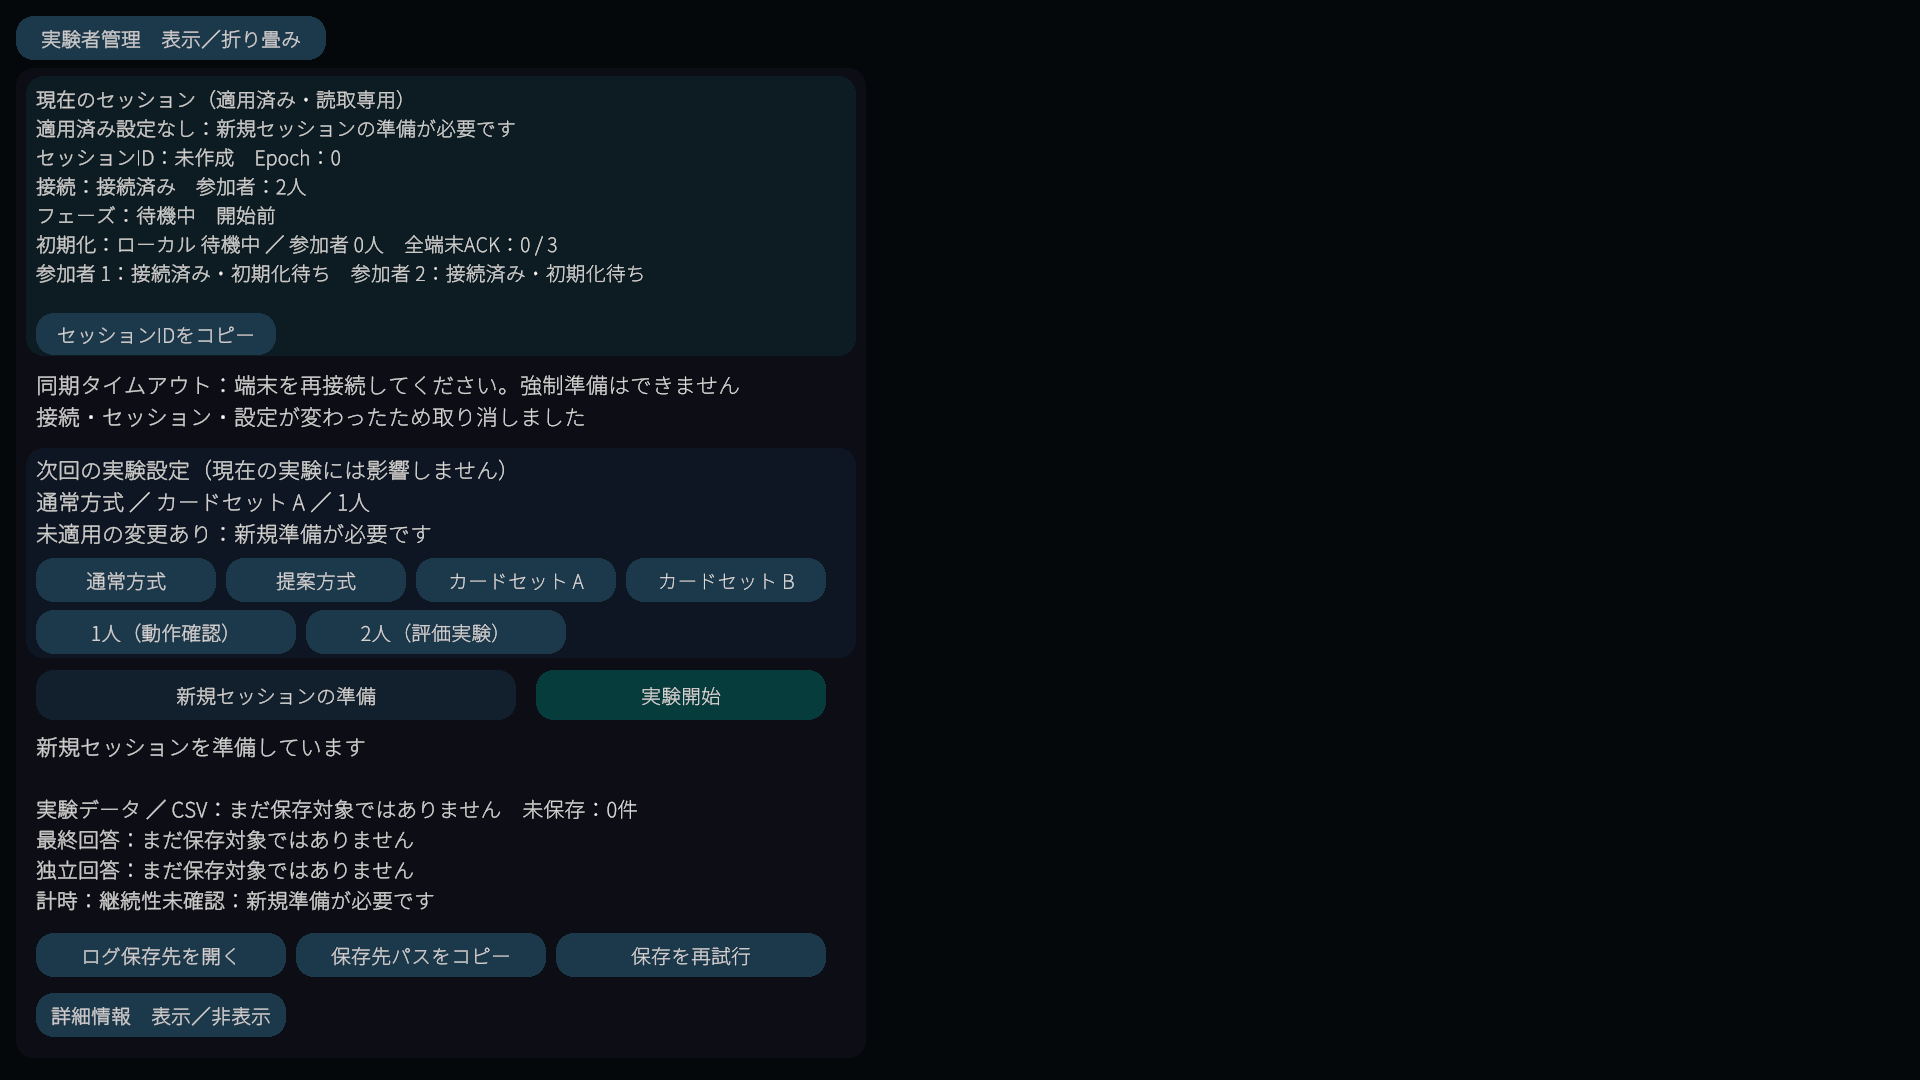 実験者管理　表示／折り畳み
現在のセッション（適用済み・読取専用）
適用済み設定なし：新規セッションの準備が必要です
セッションID：未作成　Epoch：0
接続：接続済み　参加者：2人
フェーズ：待機中　開始前
初期化：ローカル 待機中 ／ 参加者 0人　全端末ACK：0 / 3
参加者 1：接続済み・初期化待ち　参加者 2：接続済み・初期化待ち
セッションIDをコピー
同期タイムアウト：端末を再接続してください。強制準備はできません
接続・セッション・設定が変わったため取り消しました
次回の実験設定（現在の実験には影響しません）
通常方式 ／ カードセット A ／ 1人
未適用の変更あり：新規準備が必要です
通常方式　提案方式　カードセット A　カードセット B
1人（動作確認）　2人（評価実験）
新規セッションの準備　実験開始
新規セッションを準備しています
実験データ ／ CSV：まだ保存対象ではありません　未保存：0件
最終回答：まだ保存対象ではありません
独立回答：まだ保存対象ではありません
計時：継続性未確認：新規準備が必要です
ログ保存先を開く　保存先パスをコピー　保存を再試行
詳細情報　表示／非表示